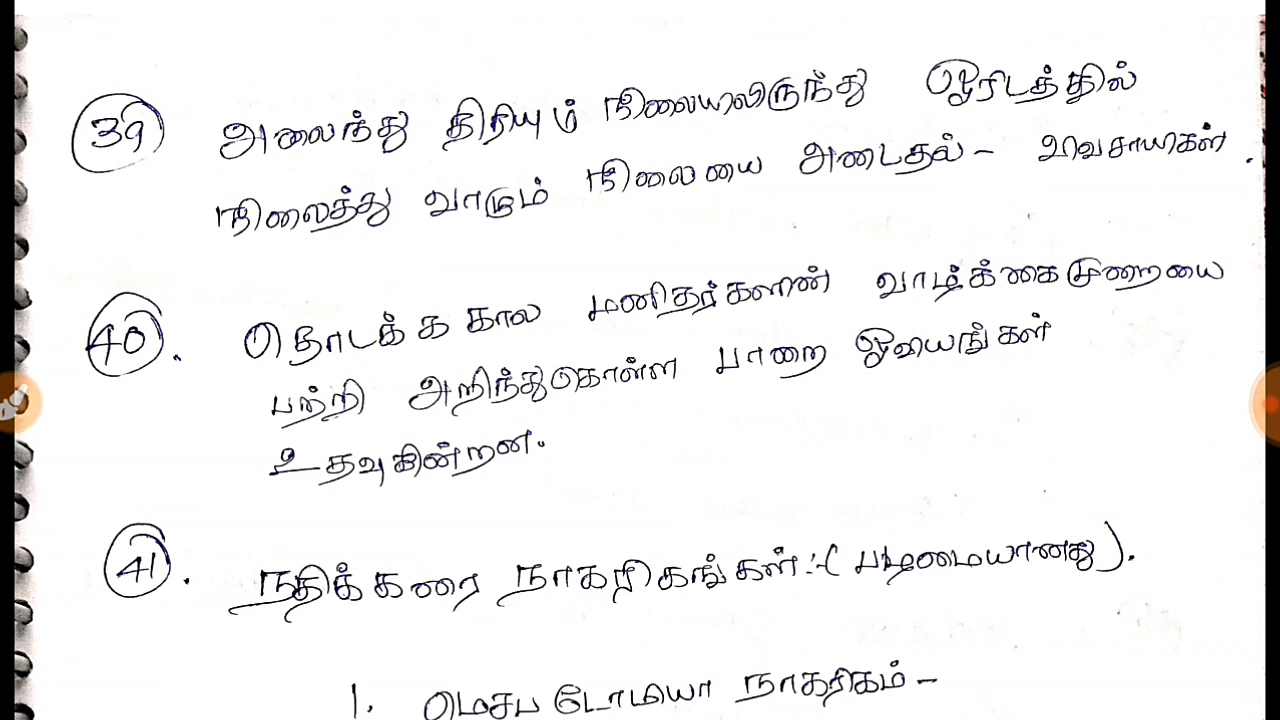 39 அலைந்து திரியும் நிலையிலிருந்து ஓரிடத்தில்
நிலைத்து வாழும் நிலையை அடைதல் - விவசாயிகள்.
40. தொடக்க கால மனிதர்களின் வாழ்க்கைமுறையை
பற்றி அறிந்துகொள்ள பாறை ஓவியங்கள்
உதவுகின்றன.
41. நதிக்கரை நாகரிகங்கள் :-( பழமையானது).
1. மெசபடோமியா நாகரிகம் -